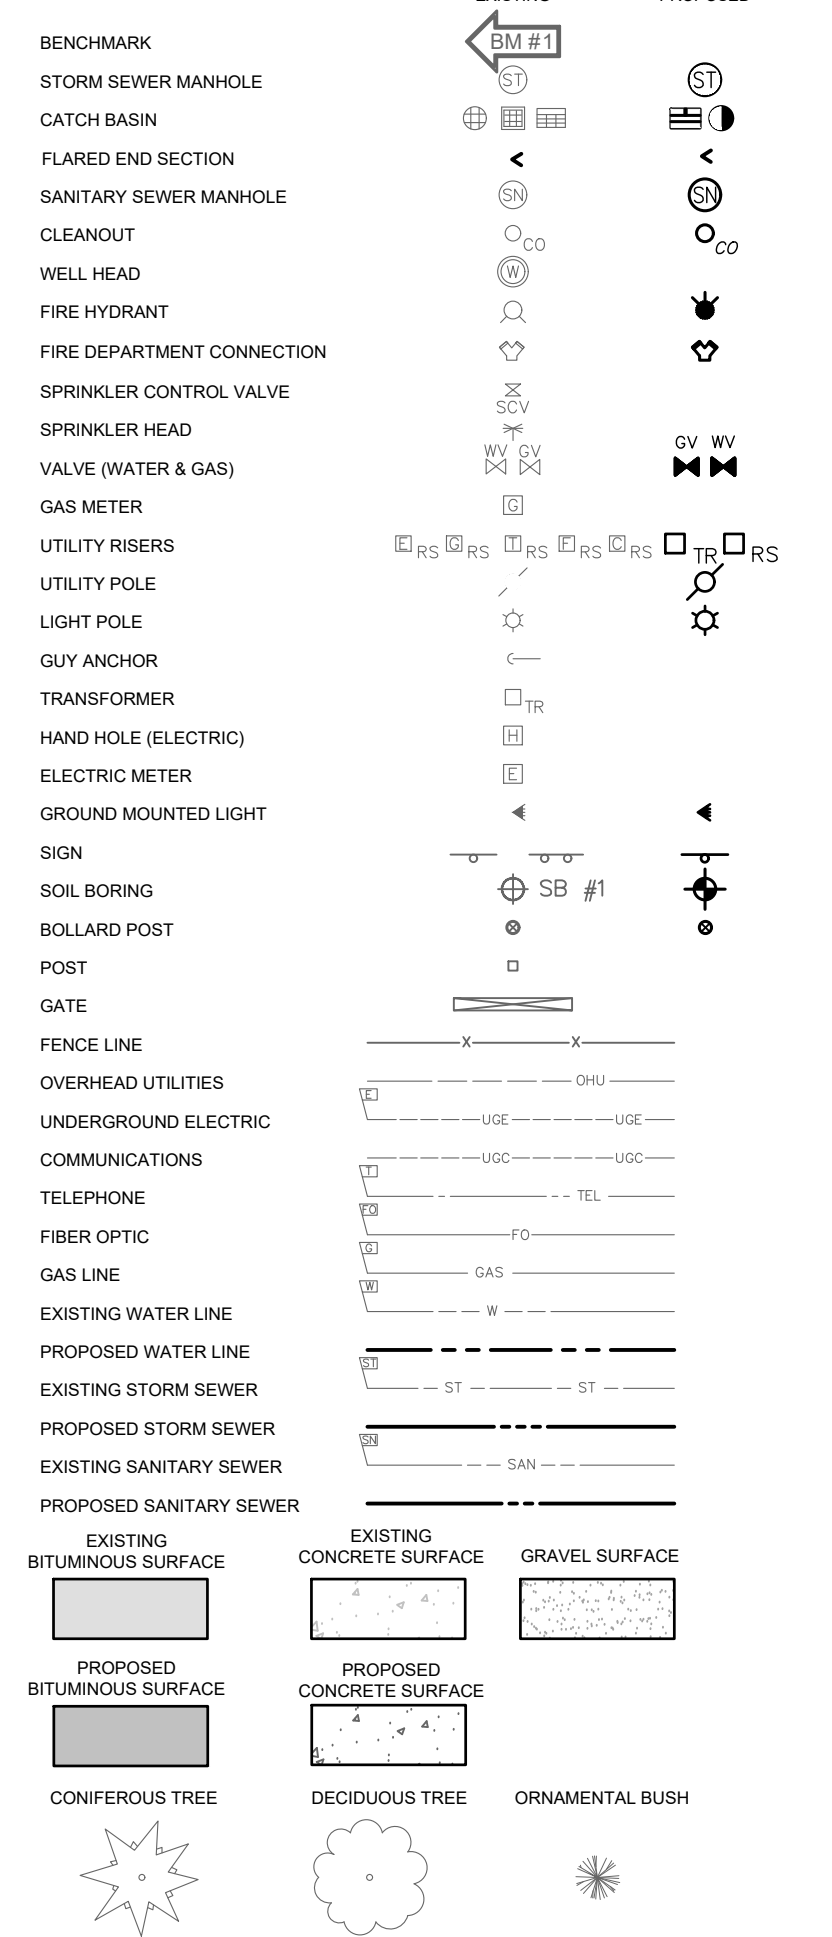 EXISTING PROPOSED
BENCHMARK BM #1
STORM SEWER MANHOLE ST ST
CATCH BASIN
FLARED END SECTION
SANITARY SEWER MANHOLE SN SN
CLEANOUT CO CO
WELL HEAD W
FIRE HYDRANT
FIRE DEPARTMENT CONNECTION
SPRINKLER CONTROL VALVE SCV
SPRINKLER HEAD
WV GV GV WV
VALVE (WATER & GAS)
GAS METER G
UTILITY RISERS E RS G RS T RS F RS C RS TR RS
UTILITY POLE
LIGHT POLE
GUY ANCHOR
TRANSFORMER TR
HAND HOLE (ELECTRIC) H
ELECTRIC METER E
GROUND MOUNTED LIGHT
SIGN
SOIL BORING SB #1
BOLLARD POST
POST
GATE
FENCE LINE X X
OVERHEAD UTILITIES OHU
E
UNDERGROUND ELECTRIC UGE UGE
COMMUNICATIONS UGC UGC
T
TELEPHONE TEL
FO
FIBER OPTIC FO
G
GAS LINE GAS
W
EXISTING WATER LINE W
PROPOSED WATER LINE
ST
EXISTING STORM SEWER ST ST
PROPOSED STORM SEWER
SN
EXISTING SANITARY SEWER SAN
PROPOSED SANITARY SEWER
EXISTING
BITUMINOUS SURFACE
EXISTING
CONCRETE SURFACE
GRAVEL SURFACE
PROPOSED
BITUMINOUS SURFACE
PROPOSED
CONCRETE SURFACE
CONIFEROUS TREE
DECIDUOUS TREE
ORNAMENTAL BUSH